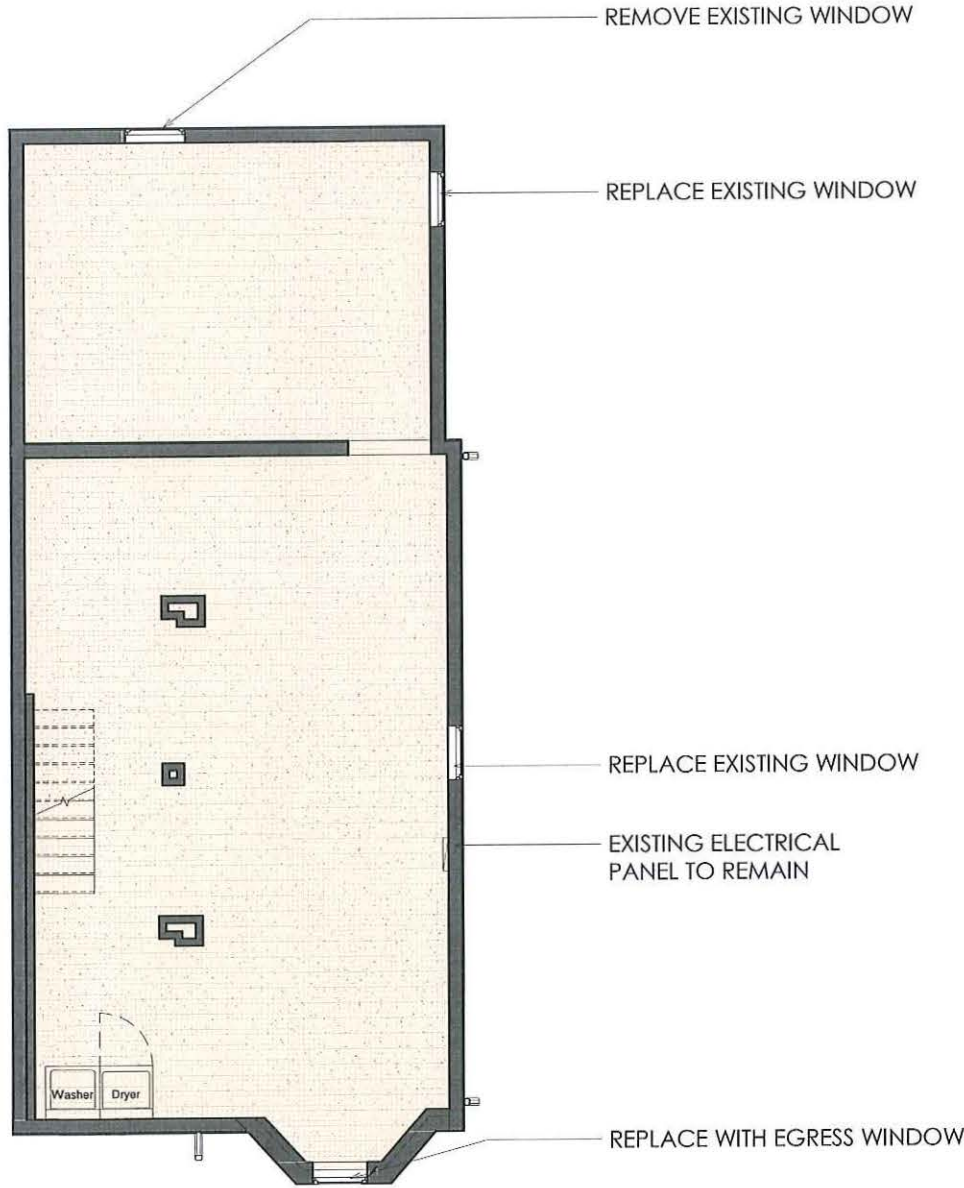 REMOVE EXISTING WINDOW
REPLACE EXISTING WINDOW
REPLACE EXISTING WINDOW
EXISTING ELECTRICAL
PANEL TO REMAIN
Washer
Dryer
REPLACE WITH EGRESS WINDOW